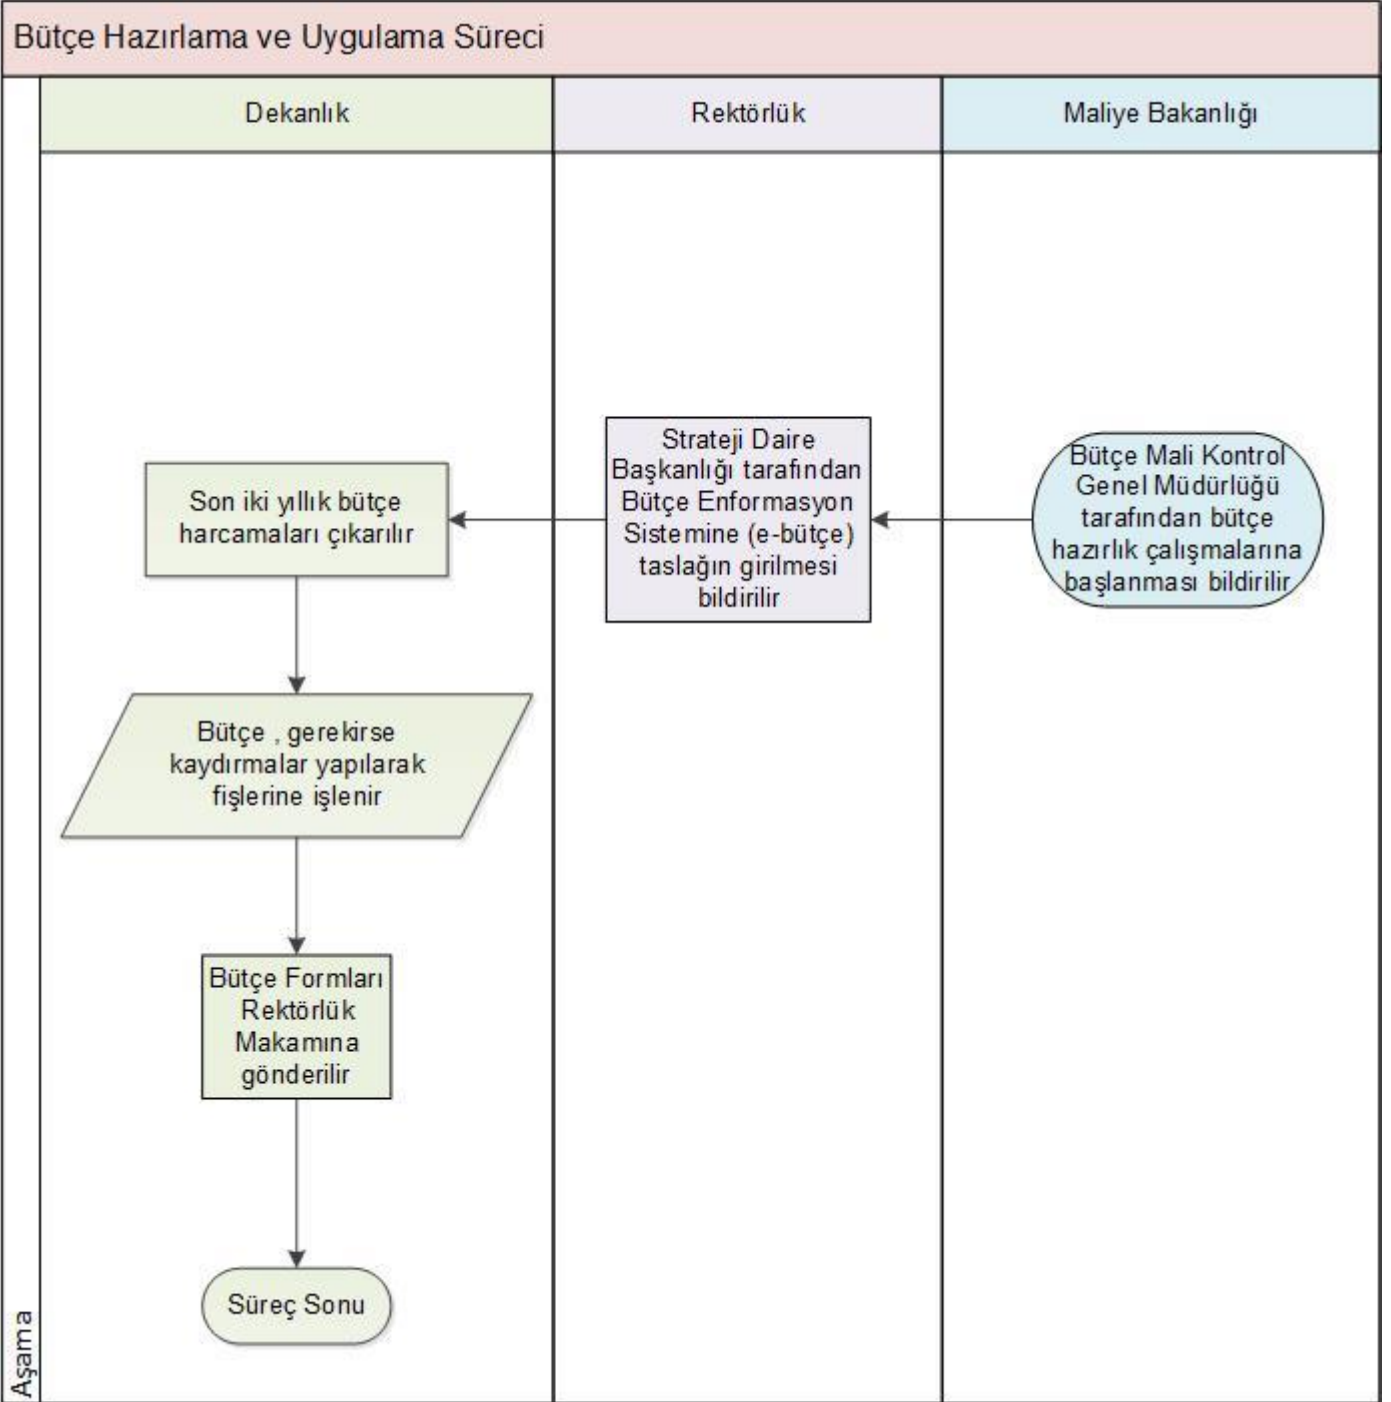 Bütçe Hazırlama ve Uygulama Süreci
Dekanlık
Rektörlük
Maliye Bakanlığı
Bütçe Mali Kontrol
Genel Müdürlüğü
tarafından bütçe
hazırlık çalışmalarına
başlanması bildirilir
Strateji Daire
Başkanlığı tarafından
Bütçe Enformasyon
Sistemine (e-bütçe)
taslağın girilmesi
bildirilir
Son iki yıllık bütçe
harcamaları çıkarılır
Bütçe , gerekirse
kaydırmalar yapılarak
fişlerine işlenir
Bütçe Formları
Rektörlük
Makamına
gönderilir
Süreç Sonu
Aşama